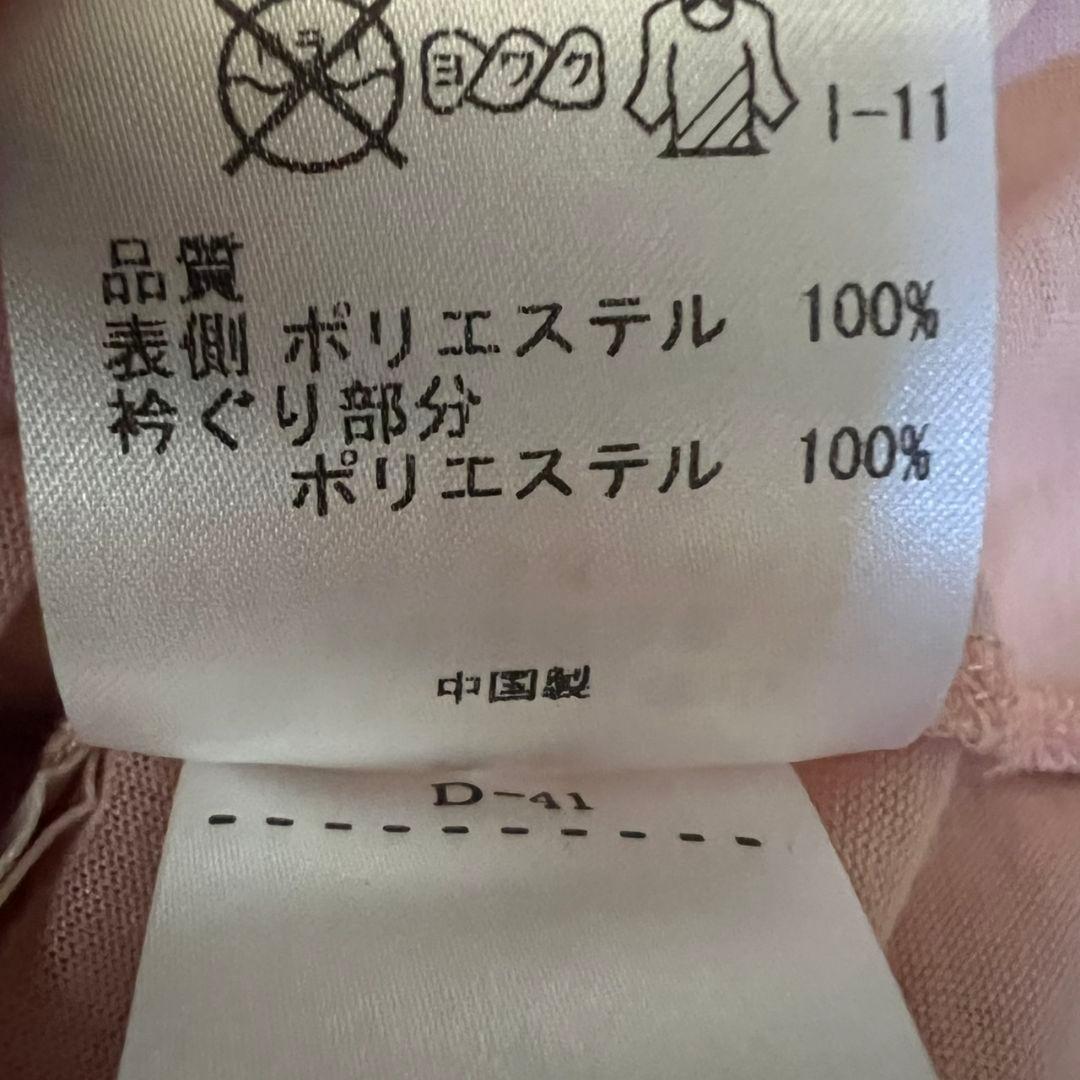 ヨワク I-11
品質
表側 ポリエステル 100%
衿ぐり部分
ポリエステル 100%
中国製
D-41